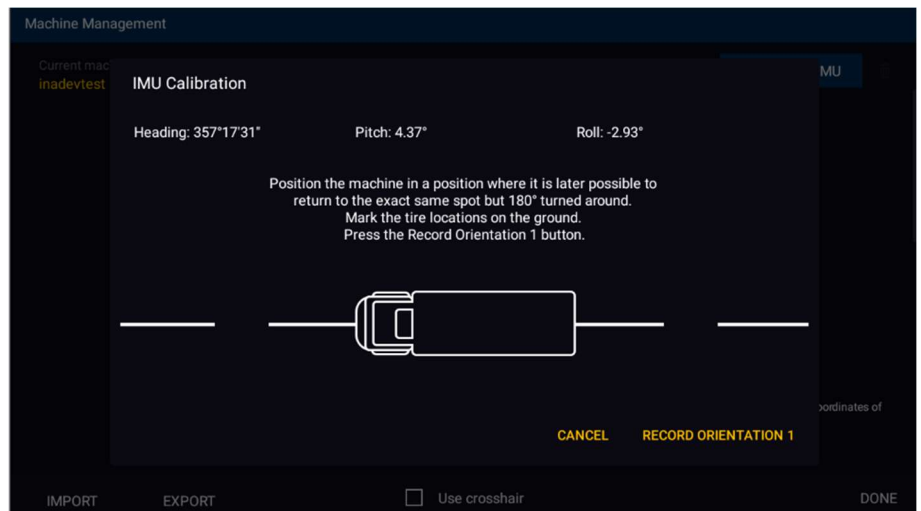 Machine Management
Current mac
inadevtest
MU
IMU Calibration
Heading: 357°17'31"
Pitch: 4.37°
Roll: -2.93°
Position the machine in a position where it is later possible to
return to the exact same spot but 180° turned around.
Mark the tire locations on the ground.
Press the Record Orientation 1 button.
oordinates of
CANCEL
RECORD ORIENTATION 1
IMPORT
EXPORT
Use crosshair
DONE